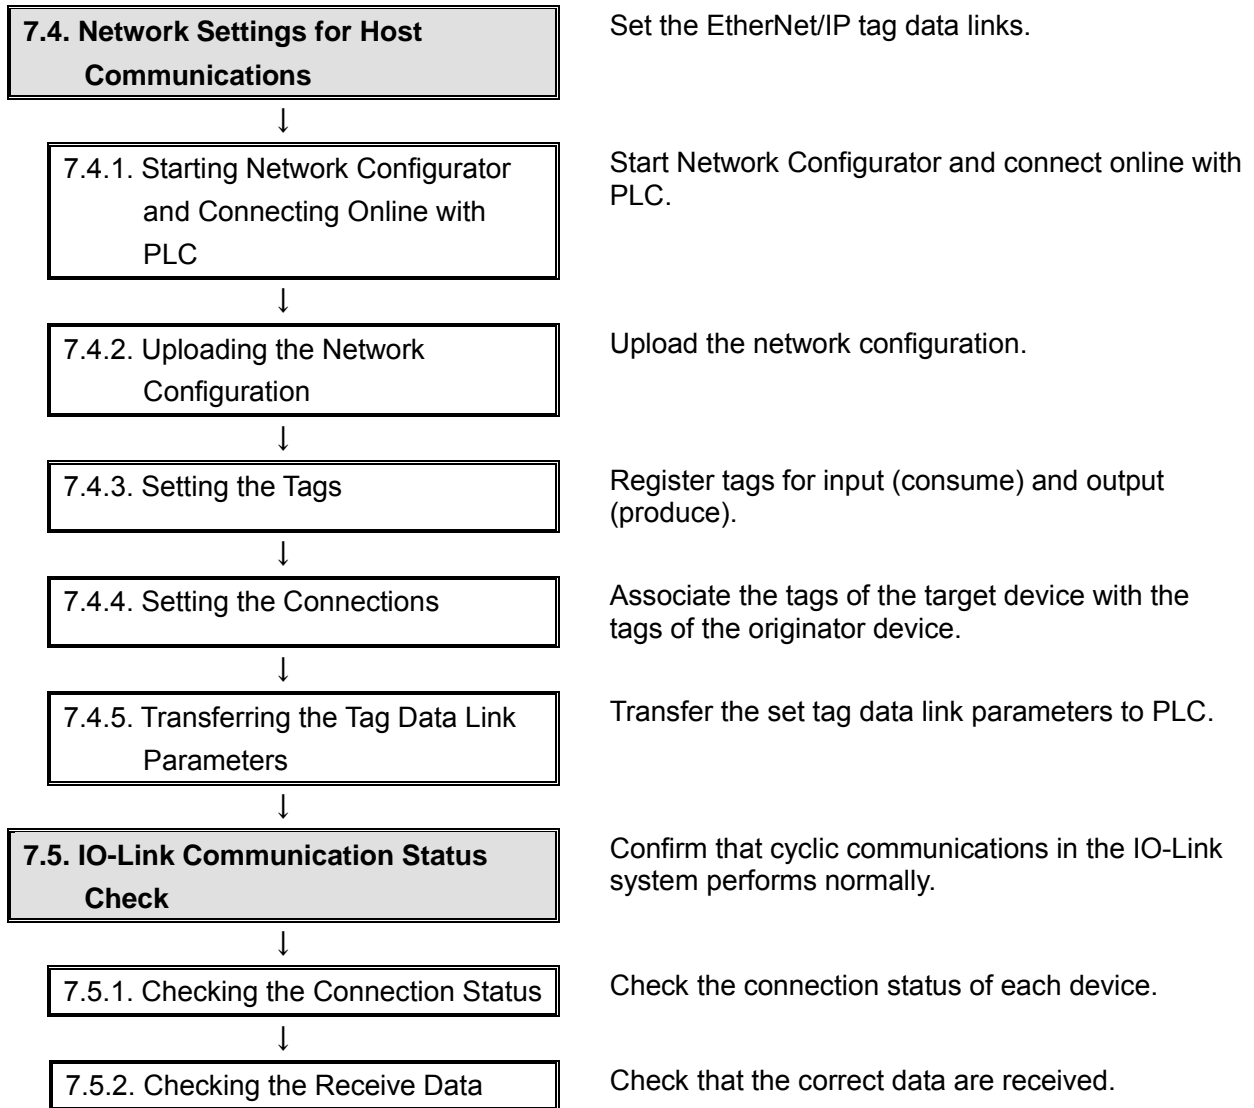 7.4. Network Settings for Host
Communications
Set the EtherNet/IP tag data links.
↓
7.4.1. Starting Network Configurator
and Connecting Online with
PLC
Start Network Configurator and connect online with
PLC.
↓
7.4.2. Uploading the Network
Configuration
Upload the network configuration.
↓
7.4.3. Setting the Tags
Register tags for input (consume) and output
(produce).
↓
7.4.4. Setting the Connections
Associate the tags of the target device with the
tags of the originator device.
↓
7.4.5. Transferring the Tag Data Link
Parameters
Transfer the set tag data link parameters to PLC.
↓
7.5. IO-Link Communication Status
Check
Confirm that cyclic communications in the IO-Link
system performs normally.
↓
7.5.1. Checking the Connection Status
Check the connection status of each device.
↓
7.5.2. Checking the Receive Data
Check that the correct data are received.